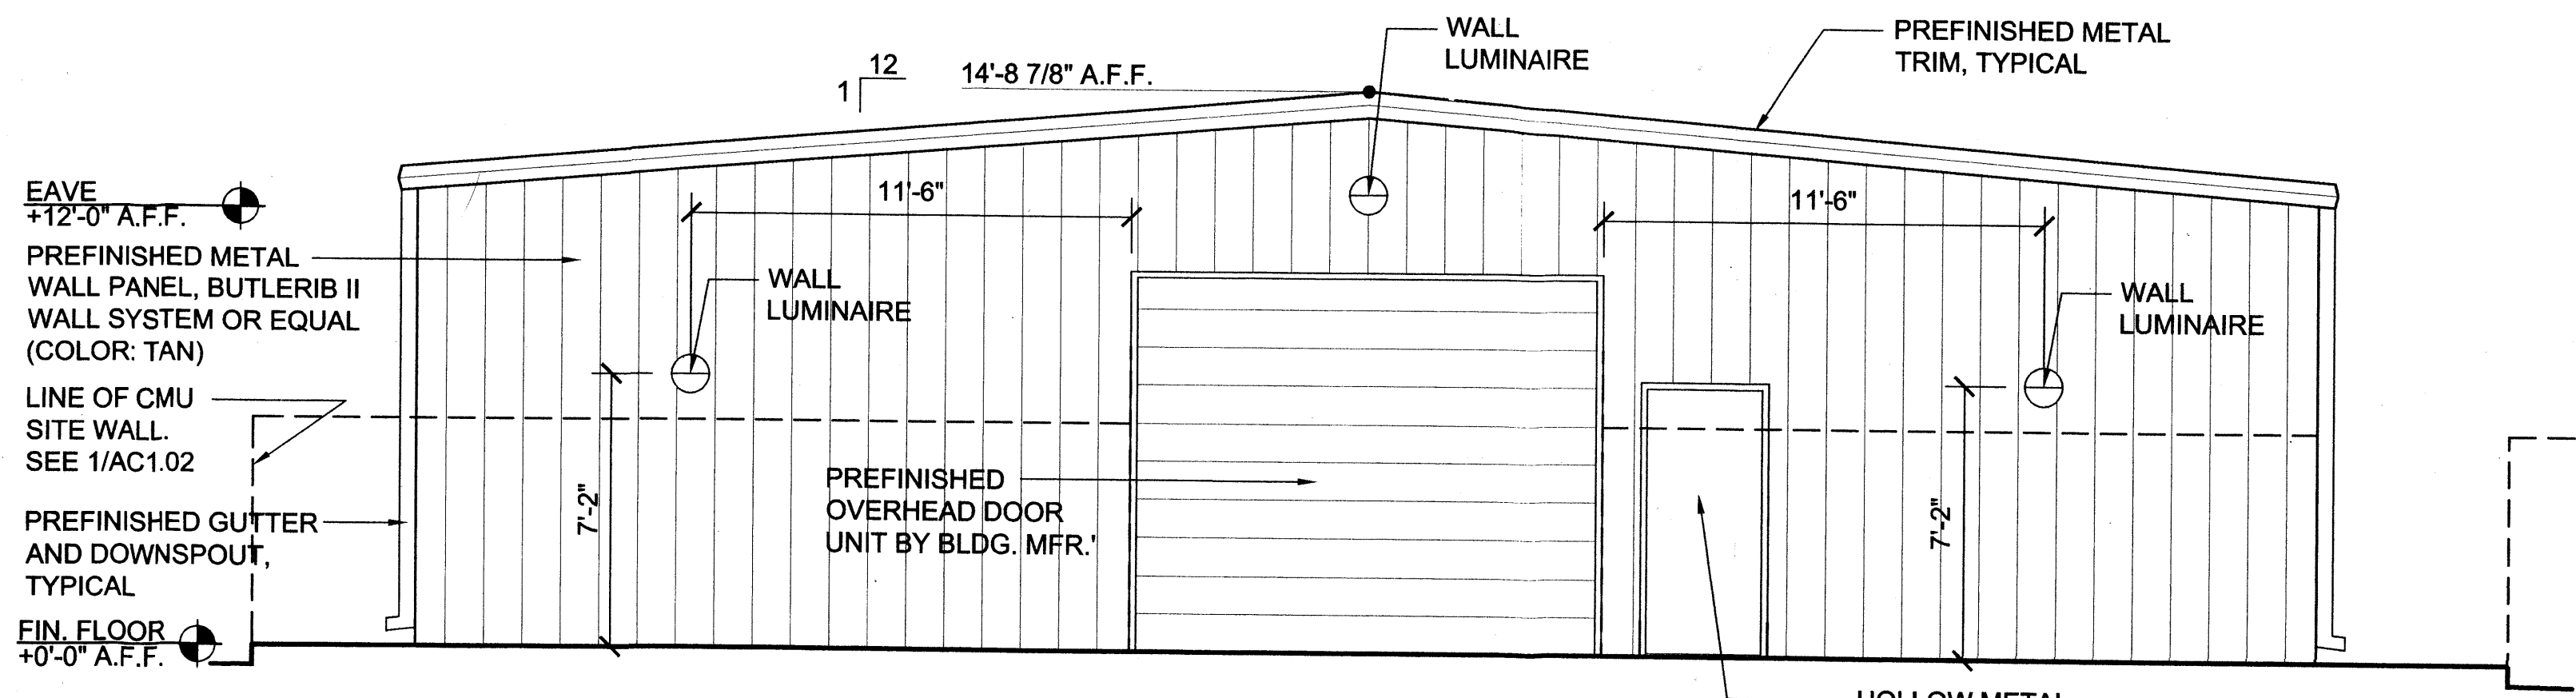 WALL
LUMINAIRE
PREFINISHED METAL
TRIM, TYPICAL
12
1
14'-8 7/8" A.F.F.
EAVE
+12'-0" A.F.F.
11'-6"
11'-6"
PREFINISHED METAL
WALL PANEL, BUTLERIB II
WALL SYSTEM OR EQUAL
(COLOR: TAN)
WALL
LUMINAIRE
WALL
LUMINAIRE
LINE OF CMU
SITE WALL.
SEE 1/AC1.02
PREFINISHED
OVERHEAD DOOR
UNIT BY BLDG. MFR.'
7'-2"
7'-2"
PREFINISHED GUTTER
AND DOWNSPOUT,
TYPICAL
FIN. FLOOR
+0'-0" A.F.F.
HOLLOW METAL